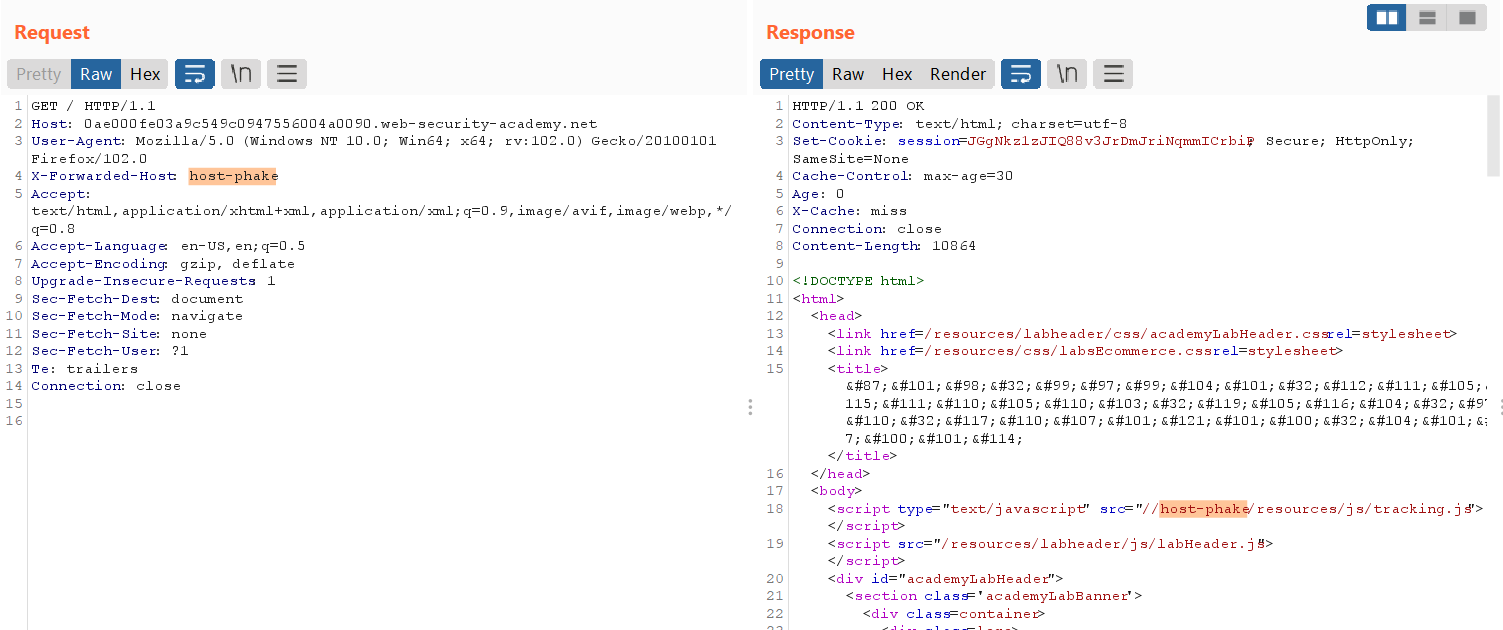 Request
Pretty Raw Hex \n
1 GET / HTTP/1.1
2 Host: 0ae000fe03a9c549c0947556004a0090.web-security-academy.net
3 User-Agent: Mozilla/5.0 (Windows NT 10.0; Win64; x64; rv:102.0) Gecko/20100101
Firefox/102.0
4 X-Forwarded-Host: host-phake
5 Accept:
text/html,application/xhtml+xml,application/xml;q=0.9,image/avif,image/webp,*/
q=0.8
6 Accept-Language: en-US,en;q=0.5
7 Accept-Encoding: gzip, deflate
8 Upgrade-Insecure-Requests 1
9 Sec-Fetch-Dest: document
10 Sec-Fetch-Mode: navigate
11 Sec-Fetch-Site: none
12 Sec-Fetch-User: ?1
13 Te: trailers
14 Connection: close
15
16
Response
Pretty Raw Hex Render \n
1 HTTP/1.1 200 OK
2 Content-Type: text/html; charset=utf-8
3 Set-Cookie: session=JGgNkz1zJIQ88v3JrDmJriNqmmICrbiP; Secure; HttpOnly;
SameSite=None
4 Cache-Control: max-age=30
5 Age: 0
6 X-Cache: miss
7 Connection: close
8 Content-Length: 10864
9
10 <!DOCTYPE html>
11 <html>
12 <head>
13 <link href=/resources/labheader/css/academyLabHeader.cssrel=stylesheet>
14 <link href=/resources/css/labsEcommerce.cssrel=stylesheet>
15 <title>
&#87;&#101;&#98;&#32;&#99;&#97;&#99;&#104;&#101;&#32;&#112;&#111;&#105;
115;&#111;&#110;&#105;&#110;&#103;&#32;&#119;&#105;&#116;&#104;&#32;&#97
&#110;&#32;&#117;&#110;&#107;&#101;&#121;&#101;&#100;&#32;&#104;&#101;&#
7;&#100;&#101;&#114;
</title>
16 </head>
17 <body>
18 <script type="text/javascript" src="//host-phake/resources/js/tracking.js">
</script>
19 <script src="/resources/labheader/js/labHeader.js">
</script>
20 <div id="academyLabHeader">
21 <section class='academyLabBanner'>
22 <div class=container>